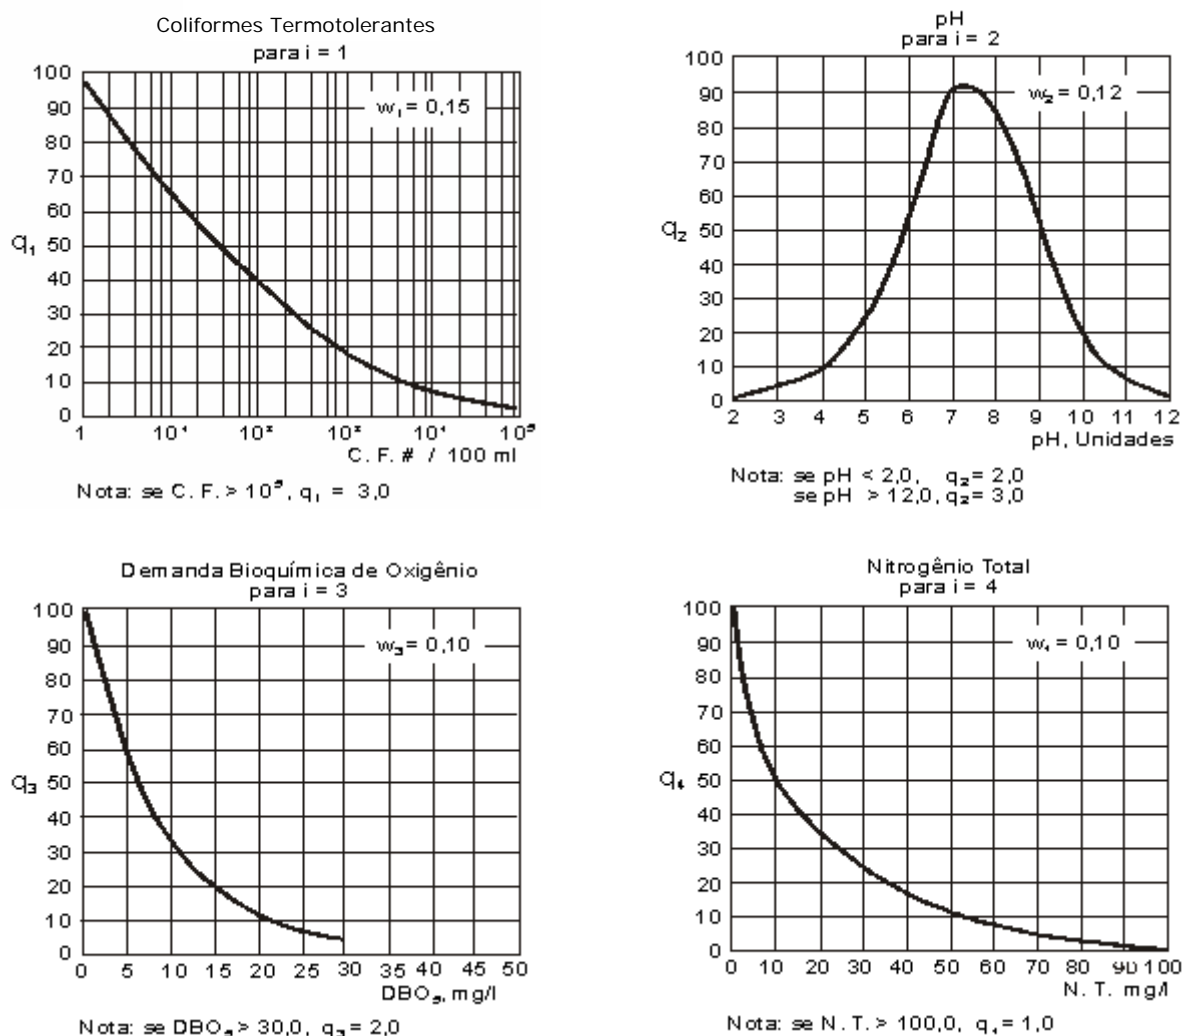 Coliformes Termotolerantes
para i = 1
100
90
80
70
60
50
40
30
20
10
0
q₁
w₁ = 0,15
1 10¹ 10² 10³ 10⁴ 10⁵
C. F. # / 100 ml
Nota: se C. F. > 10⁵, q₁ = 3,0
pH
para i = 2
100
90
80
70
60
50
40
30
20
10
0
q₂
w₂ = 0,12
2 3 4 5 6 7 8 9 10 11 12
pH, Unidades
Nota: se pH < 2,0, q₂ = 2,0
se pH > 12,0, q₂ = 3,0
Demanda Bioquímica de Oxigênio
para i = 3
100
90
80
70
60
50
40
30
20
10
0
q₃
w₃ = 0,10
0 5 10 15 20 30 35 40 45 50
DBO₅, mg/l
Nota: se DBO₅ > 30,0, q₃ = 2,0
Nitrogênio Total
para i = 4
100
90
80
70
60
50
40
30
20
10
0
q₄
w₄ = 0,10
0 10 20 30 40 50 60 70 80 90 100
N. T. mg/l
Nota: se N. T. > 100,0, q₄ = 1,0